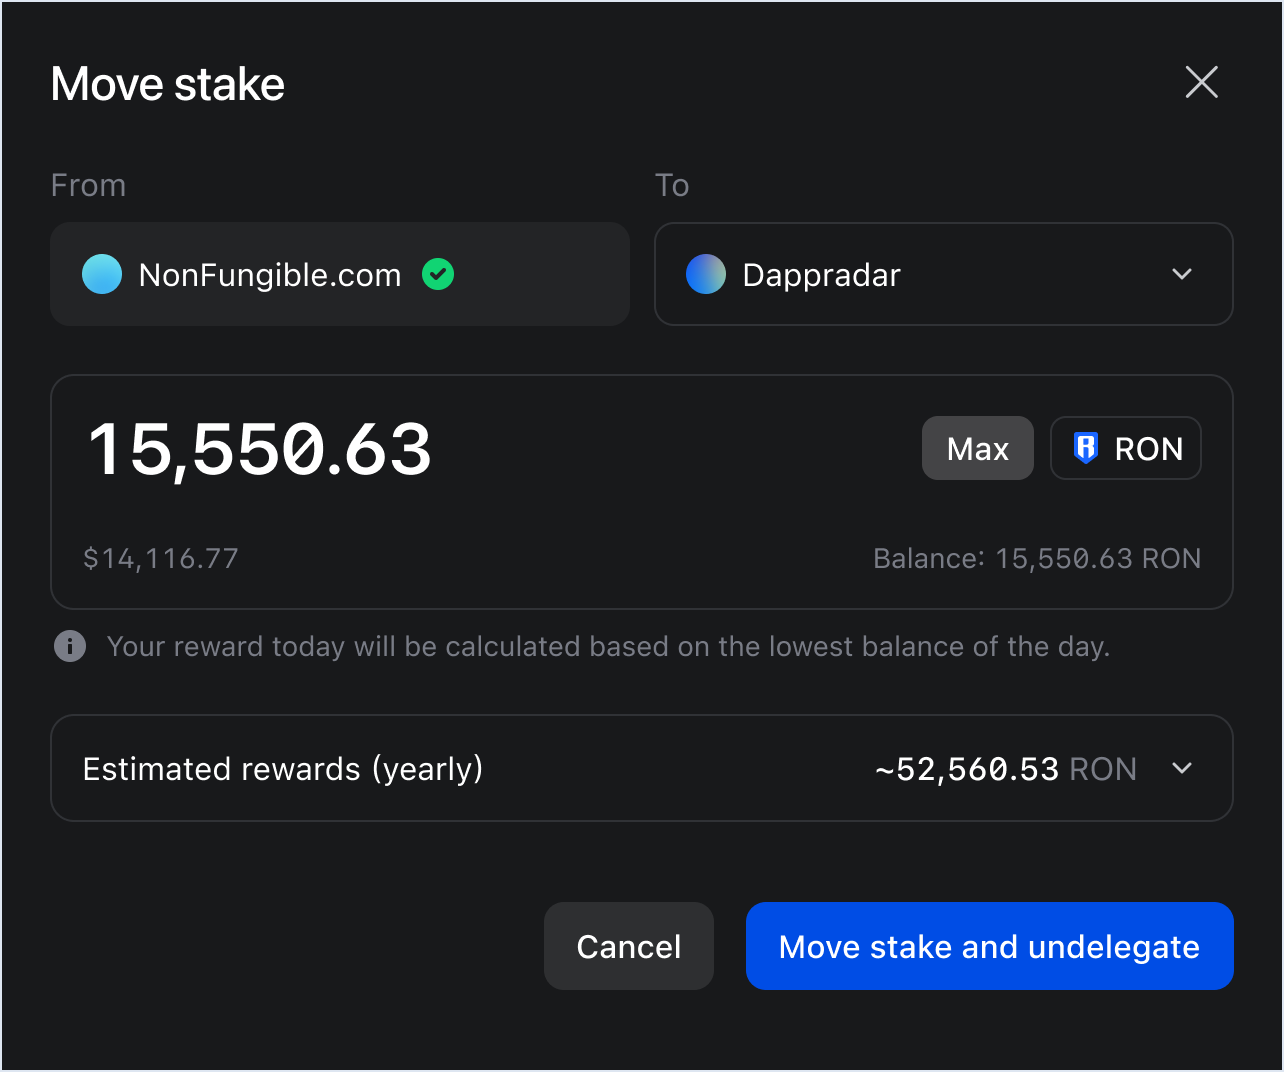 Move stake
From
To
NonFungible.com
Dappradar
15,550.63
Max
RON
$14,116.77
Balance: 15,550.63 RON
Your reward today will be calculated based on the lowest balance of the day.
Estimated rewards (yearly)
~52,560.53 RON
Cancel
Move stake and undelegate